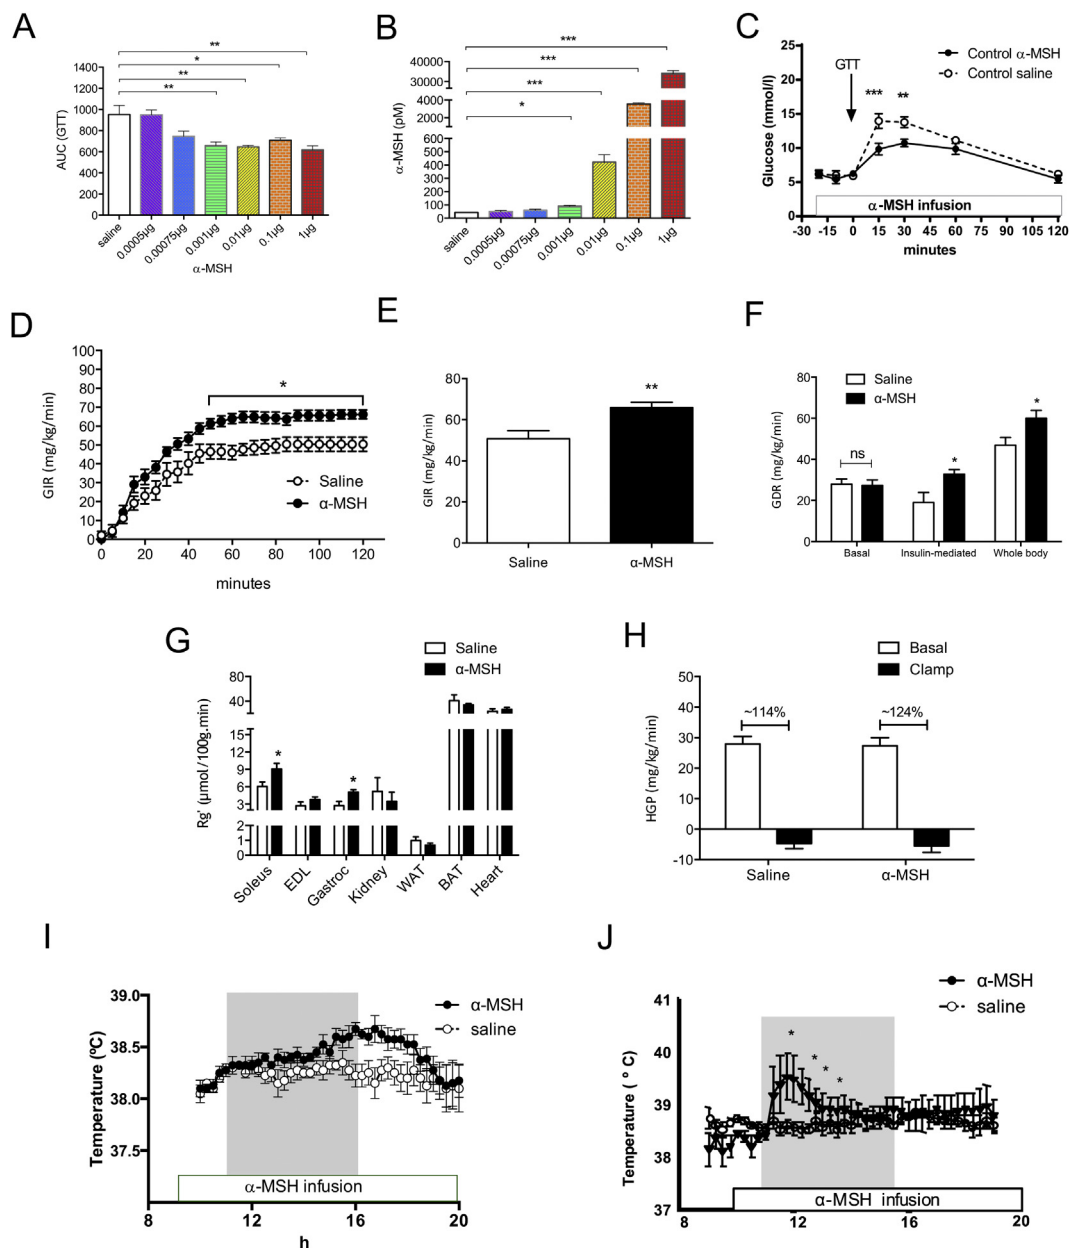 A
B
C
**
*
**
**
1400
1200
1000
800
600
400
200
0
AUC (GTT)
saline
0.0005µg
0.00075µg
0.001µg
0.01µg
0.1µg
1µg
α-MSH
***
***
***
*
40000
30000
4000
2000
600
500
400
300
200
100
0
α-MSH (pM)
saline
0.0005µg
0.00075µg
0.001µg
0.01µg
0.1µg
1µg
25
20
15
10
5
0
Glucose (mmol/l)
Control α-MSH
Control saline
GTT
*** **
α-MSH infusion
-30 -15 0 15 30 45 60 75 90 105 120
minutes
D
E
F
100
90
80
70
60
50
40
30
20
10
0
GIR (mg/kg/min)
*
Saline
α-MSH
0 20 40 60 80 100 120
minutes
80
60
40
20
0
GIR (mg/kg/min)
**
Saline α-MSH
Saline
α-MSH
80
60
40
20
0
GDR (mg/kg/min)
ns
*
*
Basal Insulin-mediated Whole body
G
H
Saline
α-MSH
80
40
15
12
9
6
3
2
1
0
Rg' (µmol/100g.min)
*
*
Soleus
EDL
Gastroc
Kidney
WAT
BAT
Heart
Basal
Clamp
50
40
30
20
10
0
-10
HGP (mg/kg/min)
~114%
~124%
Saline α-MSH
I
J
39.0
38.5
38.0
37.5
Temperature (ºC)
α-MSH
saline
α-MSH infusion
8 12 16 20
h
41
40
39
38
37
Temperature ( º C)
α-MSH
saline
*
*
*
*
α-MSH infusion
8 12 16 20